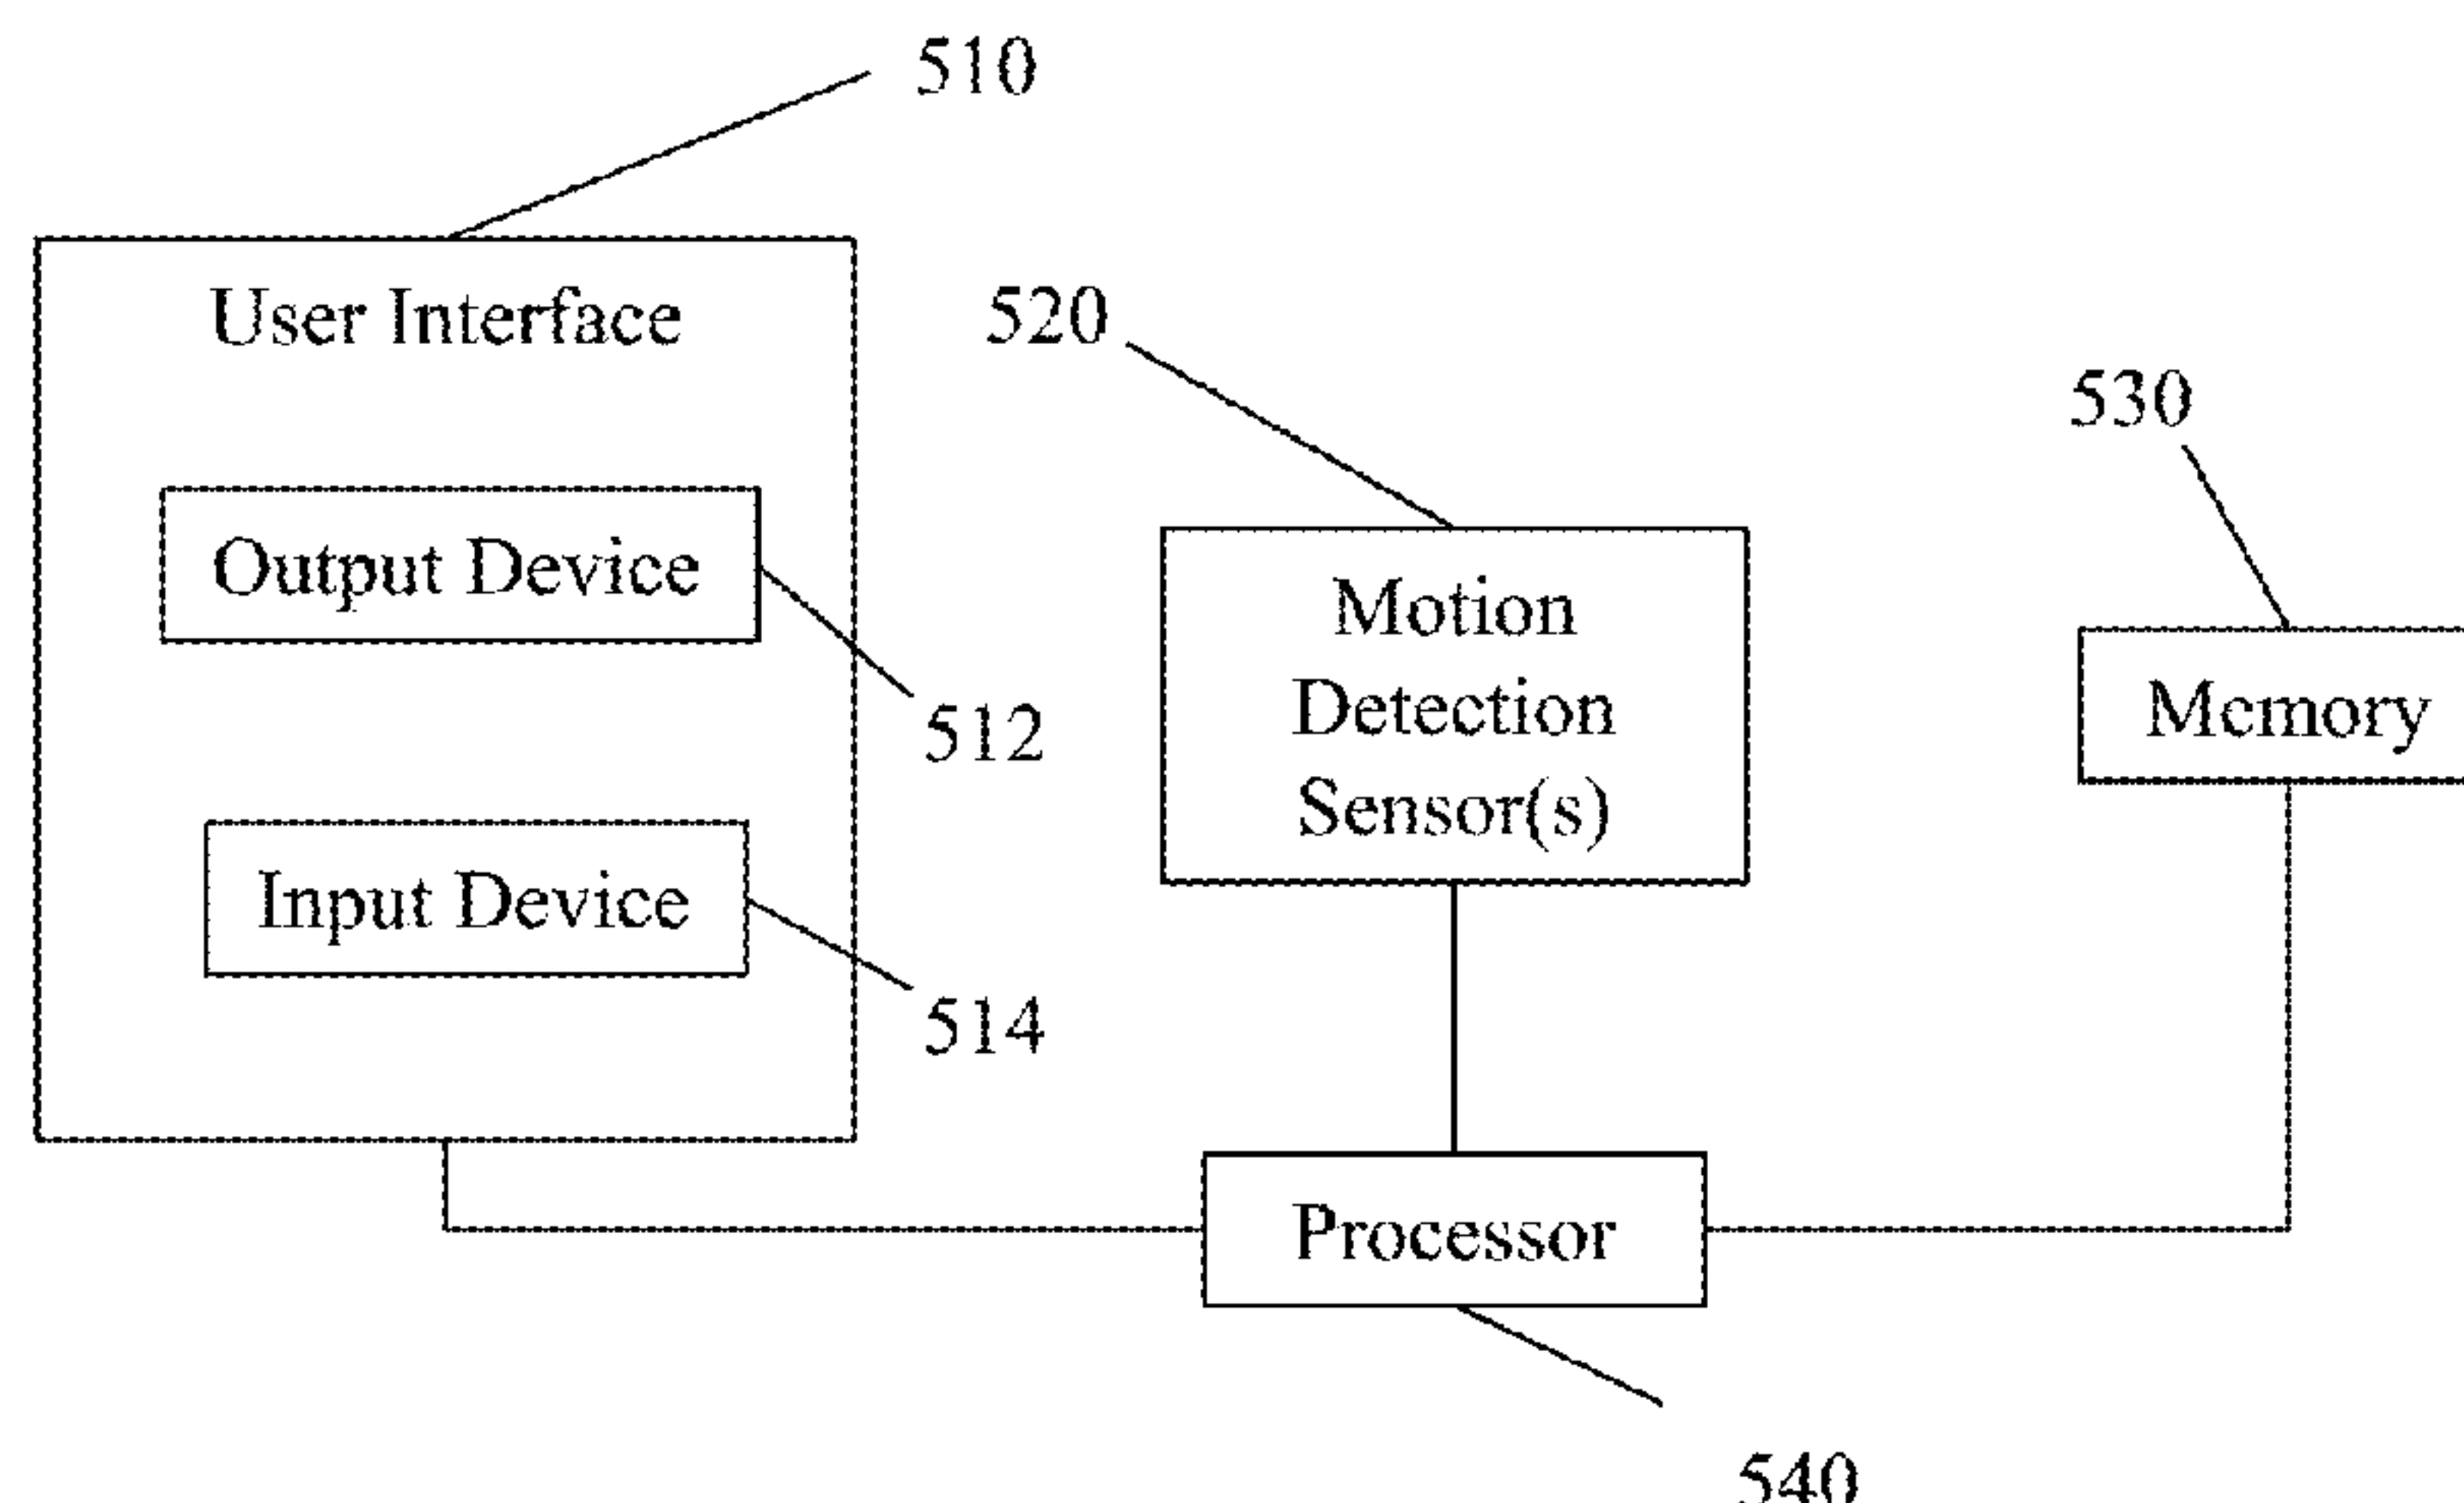 510
User Interface
520
530
Output Device
Motion
Detection
Sensor(s)
Memory
512
Input Device
514
Processor
540